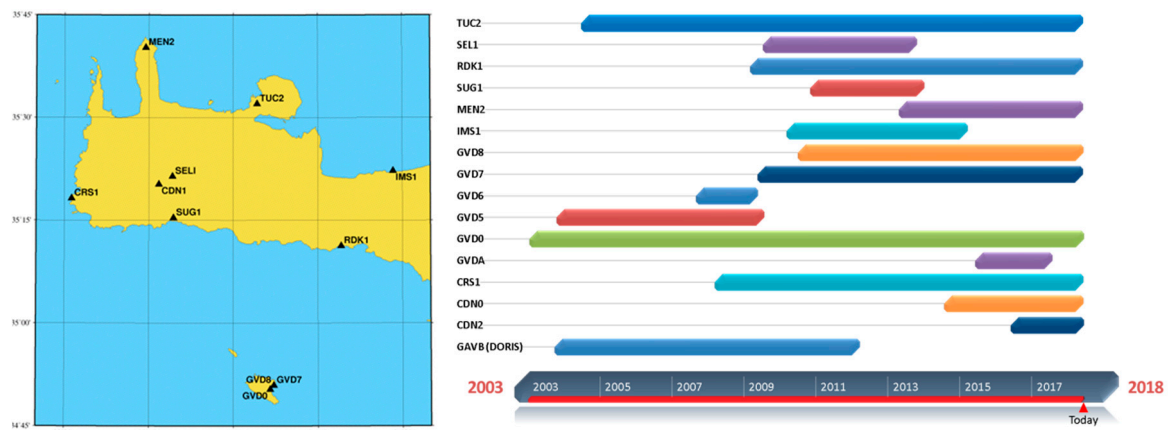 35°45'
MEN2
TUC2
35°30'
SELI
CDN1
IMS1
CRS1
SUG1
35°15'
RDK1
35°00'
GVD8
GVD7
GVD0
34°45'
TUC2
SEL1
RDK1
SUG1
MEN2
IMS1
GVD8
GVD7
GVD6
GVD5
GVD0
GVDA
CRS1
CDN0
CDN2
GAVB (DORIS)
2003 2003 2005 2007 2009 2011 2013 2015 2017 2018
Today